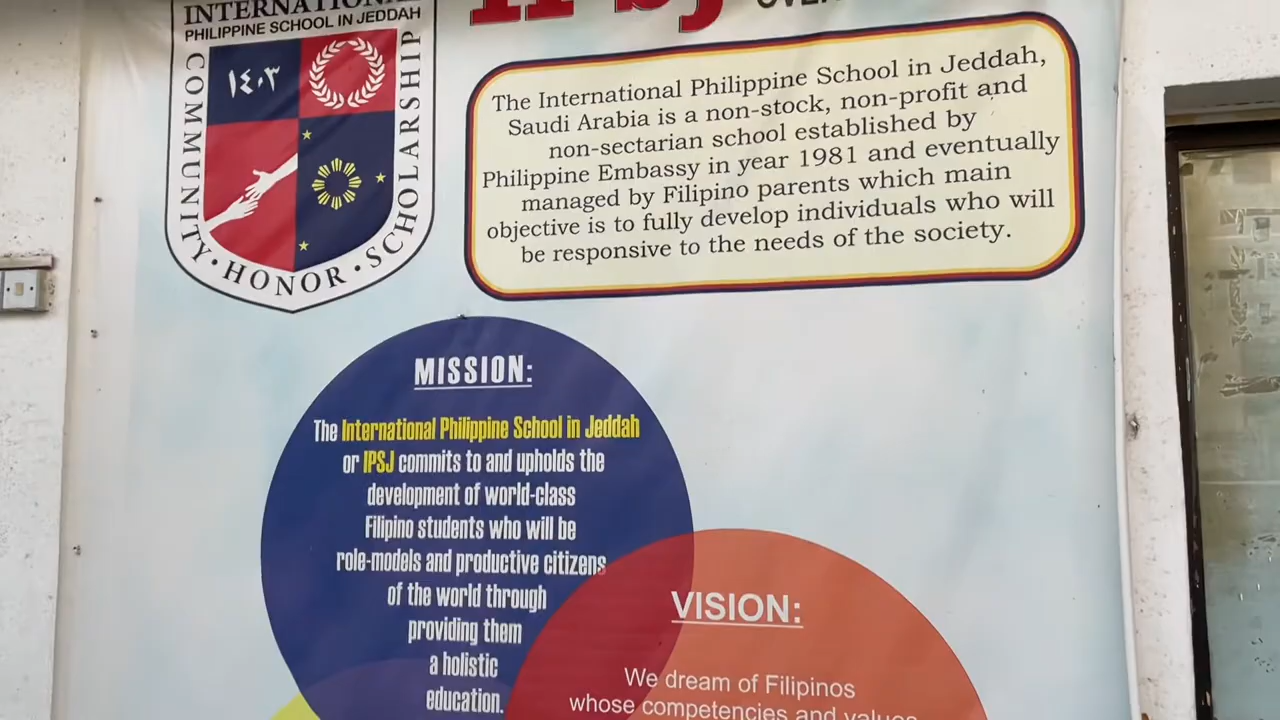 INTERNATIONAL
PHILIPPINE SCHOOL IN JEDDAH
COMMUNITY · HONOR · SCHOLARSHIP
١٤٠٣
IPSJ
The International Philippine School in Jeddah,
Saudi Arabia is a non-stock, non-profit and
non-sectarian school established by
Philippine Embassy in year 1981 and eventually
managed by Filipino parents which main
objective is to fully develop individuals who will
be responsive to the needs of the society.
MISSION:
The International Philippine School in Jeddah
or IPSJ commits to and upholds the
development of world-class
Filipino students who will be
role-models and productive citizens
of the world through
providing them
a holistic
education.
VISION:
We dream of Filipinos
whose competencies and values